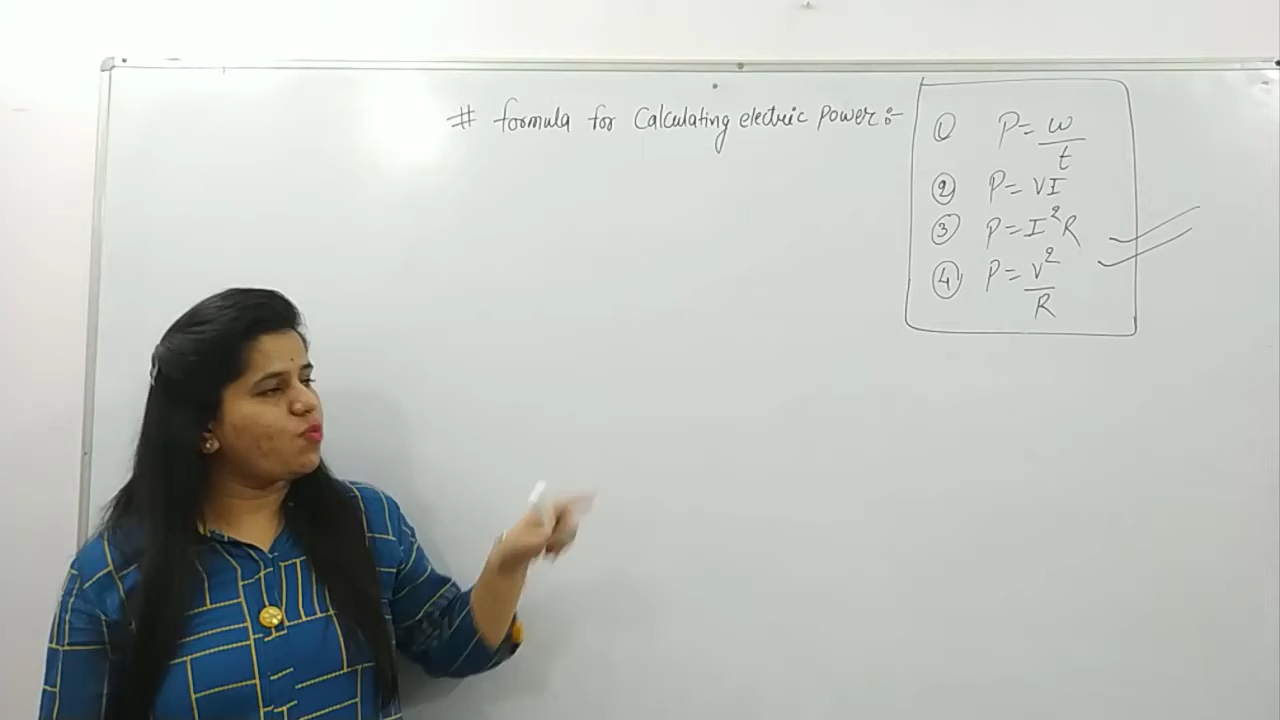 # formula for Calculating electric power:-
① P = w/t
② P = VI
③ P = I²R
④ P = V²/R